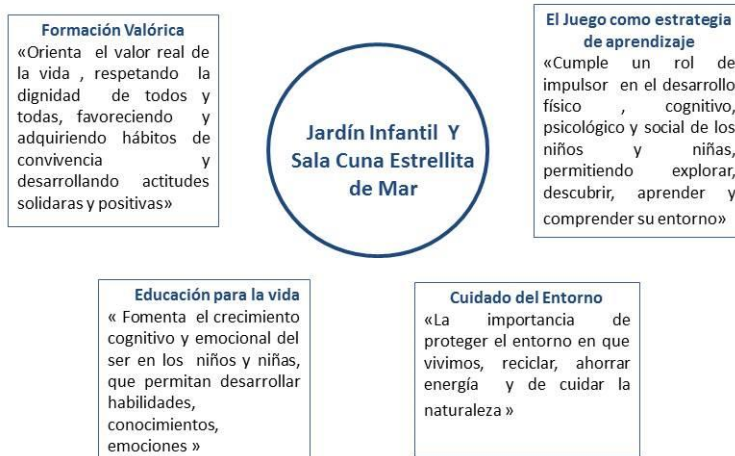 Formación Valórica
«Orienta el valor real de
la vida , respetando la
dignidad de todos y
todas, favoreciendo y
adquiriendo hábitos de
convivencia y
desarrollando actitudes
solidaras y positivas»
Jardín Infantil Y
Sala Cuna Estrellita
de Mar
El Juego como estrategia
de aprendizaje
«Cumple un rol de
impulsor en el desarrollo
físico , cognitivo,
psicológico y social de los
niños y niñas,
permitiendo explorar,
descubrir, aprender y
comprender su entorno»
Educación para la vida
« Fomenta el crecimiento
cognitivo y emocional del
ser en los niños y niñas,
que permitan desarrollar
habilidades,
conocimientos,
emociones »
Cuidado del Entorno
«La importancia de
proteger el entorno en que
vivimos, reciclar, ahorrar
energía y de cuidar la
naturaleza »